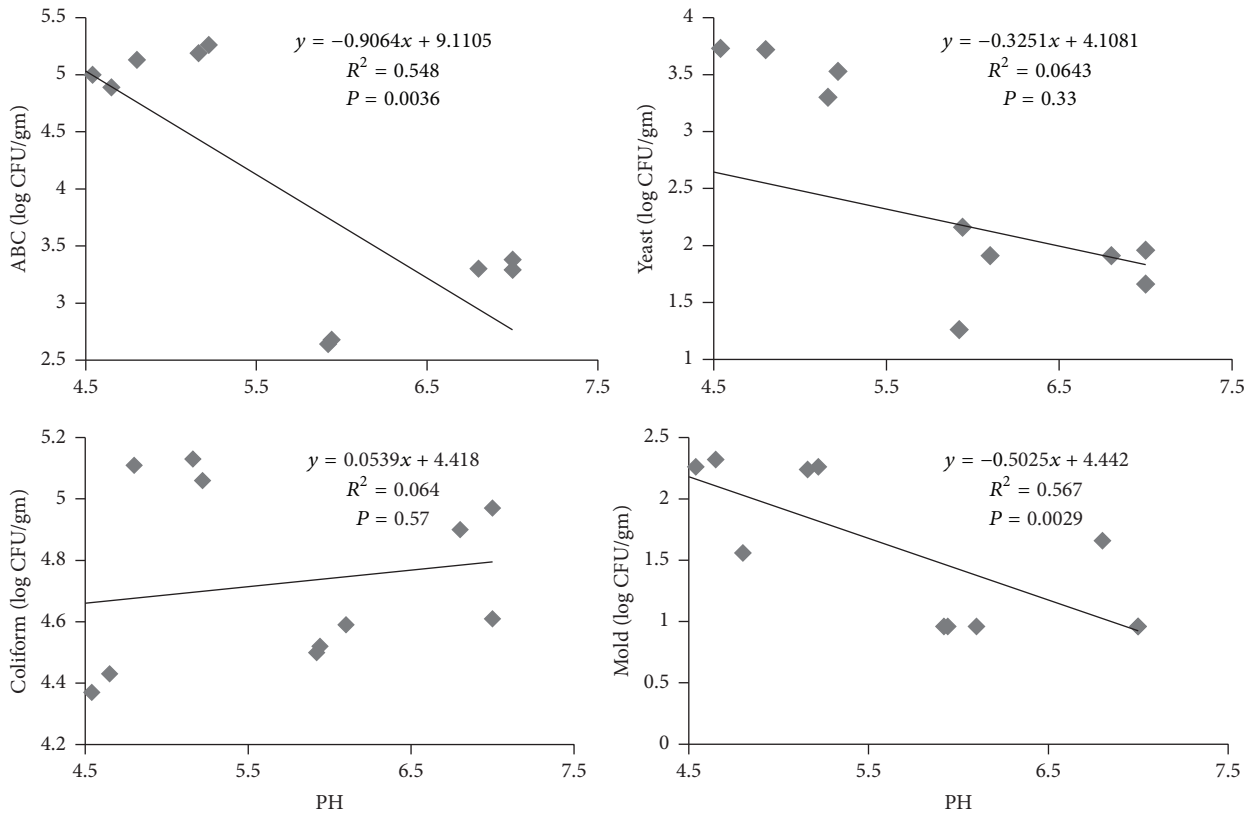 ABC (log CFU/gm)
5.5
5
4.5
4
3.5
3
2.5
4.5
5.5
6.5
7.5
y = −0.9064x + 9.1105
R² = 0.548
P = 0.0036
Yeast (log CFU/gm)
4
3.5
3
2.5
2
1.5
1
4.5
5.5
6.5
7.5
y = −0.3251x + 4.1081
R² = 0.0643
P = 0.33
Coliform (log CFU/gm)
5.2
5
4.8
4.6
4.4
4.2
4.5
5.5
6.5
7.5
y = 0.0539x + 4.418
R² = 0.064
P = 0.57
PH
Mold (log CFU/gm)
2.5
2
1.5
1
0.5
0
4.5
5.5
6.5
7.5
y = −0.5025x + 4.442
R² = 0.567
P = 0.0029
PH